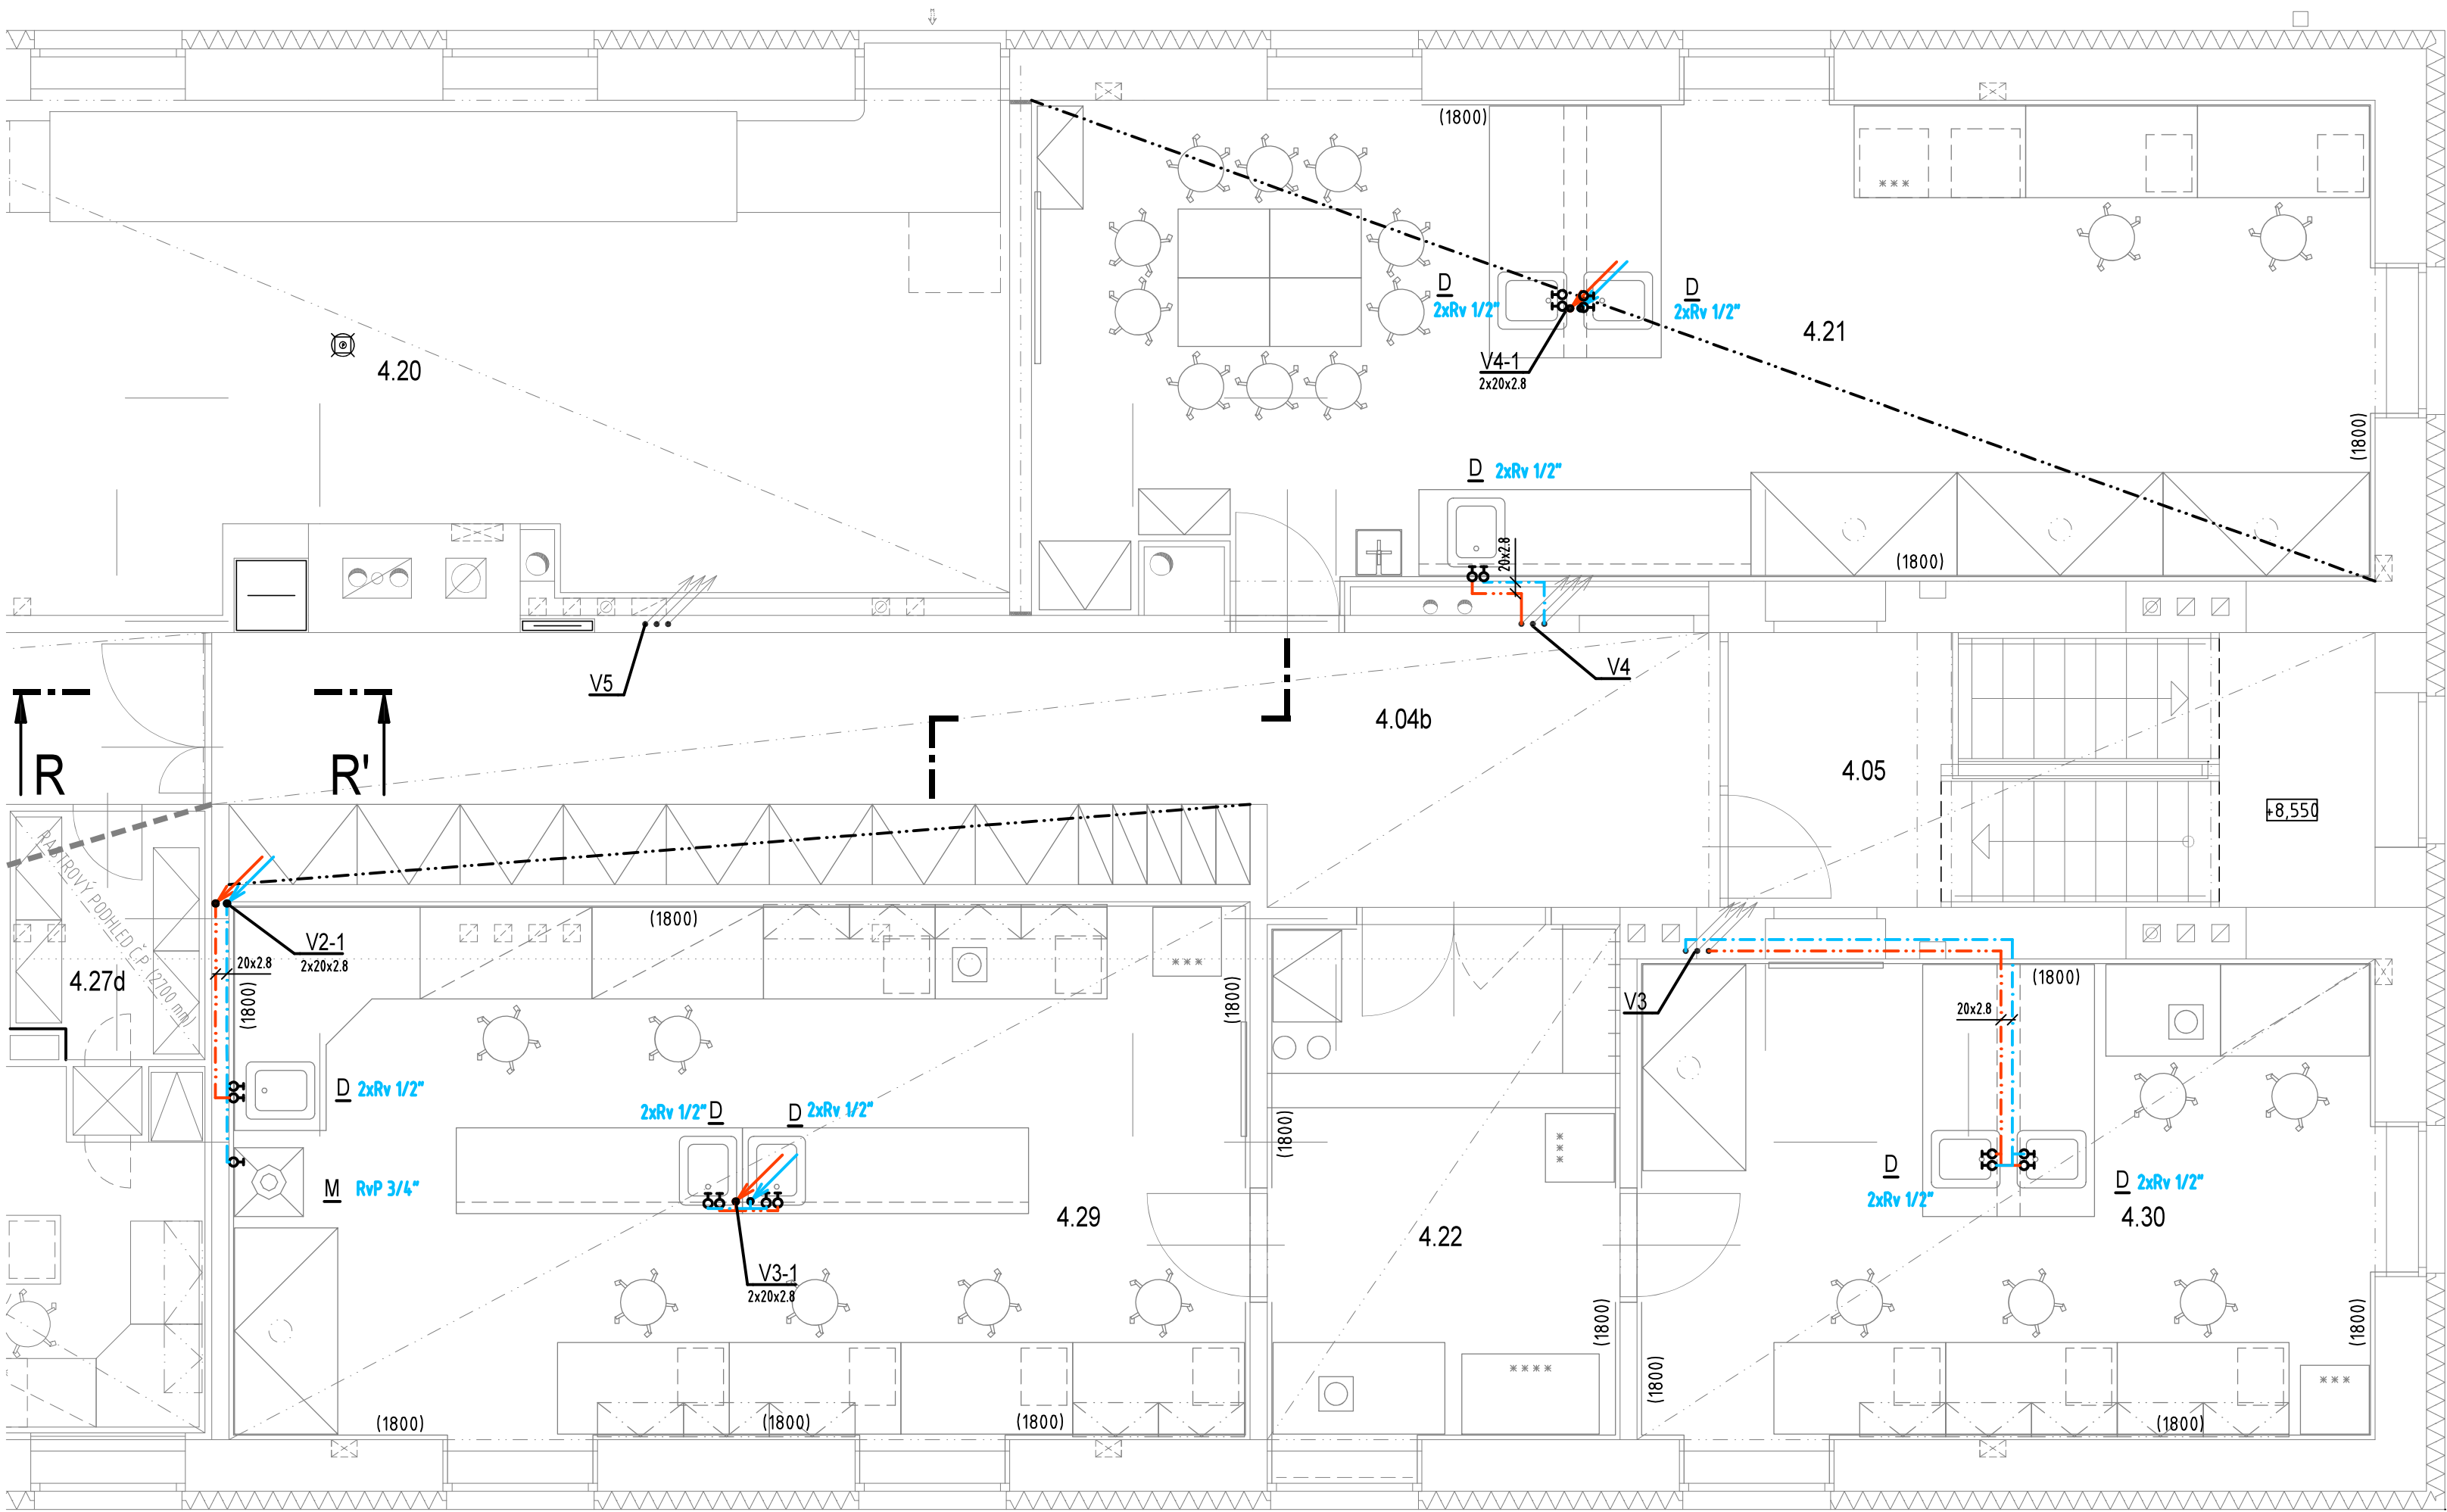 (1800)
D
2xRv 1/2"
D
2xRv 1/2"
4.21
4.20
V4-1
2x20x2.8
(1800)
D 2xRv 1/2"
20x2.8
(1800)
V5
V4
4.04b
R
R'
4.05
+8,550
RASTROVÝ PODHLED Č.P. (2700 mm)
4.27d
(1800)
V2-1
2x20x2.8
20x2.8
(1800)
(1800)
V3
(1800)
20x2.8
D 2xRv 1/2"
2xRv 1/2" D
D 2xRv 1/2"
(1800)
M RvP 3/4"
D
2xRv 1/2"
D 2xRv 1/2"
4.30
4.29
4.22
V3-1
2x20x2.8
(1800)
(1800)
(1800)
(1800)
(1800)
(1800)
(1800)